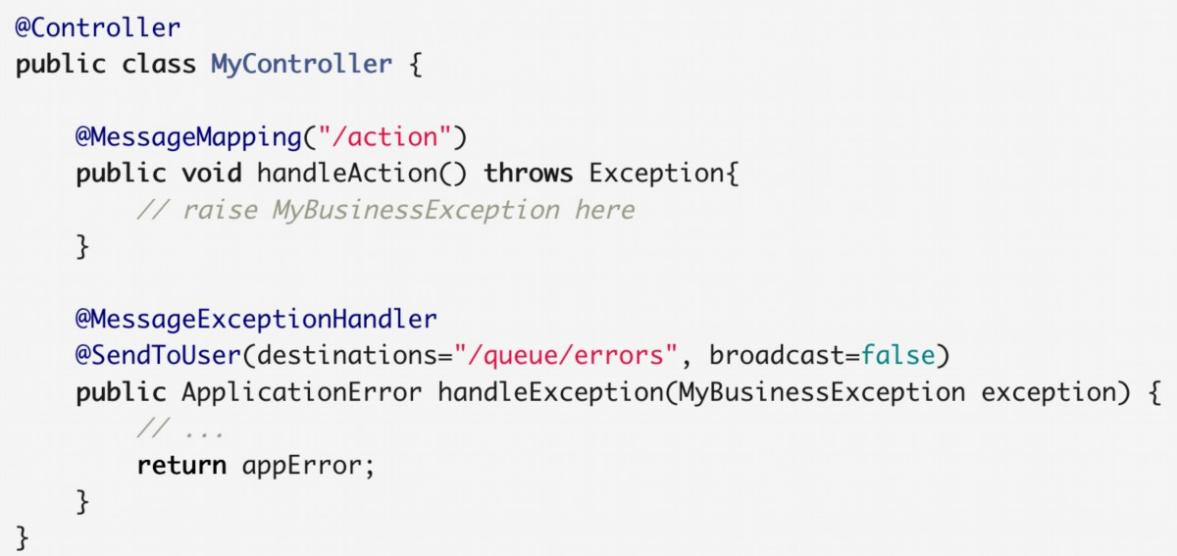 @Controller
public class MyController {
@MessageMapping("/action")
public void handleAction() throws Exception{
// raise MyBusinessException here
}
@MessageExceptionHandler
@SendToUser(destinations="/queue/errors", broadcast=false)
public ApplicationError handleException(MyBusinessException exception) {
// ...
return appError;
}
}